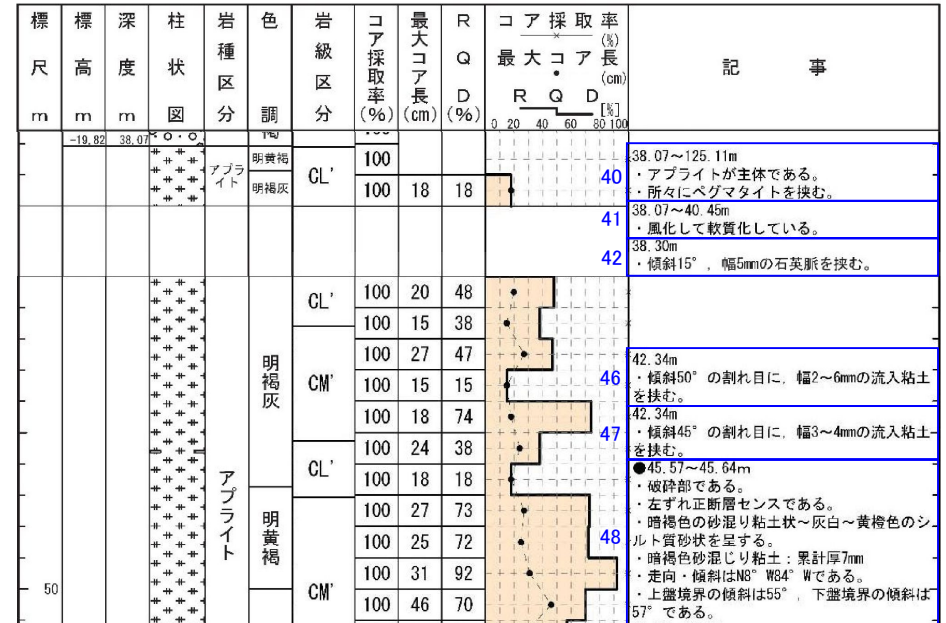 標尺m
標高m
深度m
柱状図
岩種区分
色調
岩級区分
コア採取率(%)
最大コア長(cm)
RQD(%)
コア採取率(%)
最大コア長(cm)
RQD[%]
0 20 40 60 80 100
記事
-19.82 38.07
アプライト
明黄褐
明褐灰
CL'
100
100 18 18
40
38.07～125.11m
・アプライトが主体である。
・所々にペグマタイトを挟む。
41
38.07～40.45m
・風化して軟質化している。
42
38.30m
・傾斜15°，幅5mmの石英脈を挟む。
CL'
100 20 48
100 15 38
明褐灰
CM'
100 27 47
100 15 15
100 18 74
46
42.34m
・傾斜50°の割れ目に，幅2～6mmの流入粘土
を挟む。
47
42.34m
・傾斜45°の割れ目に，幅3～4mmの流入粘土
を挟む。
CL'
100 24 38
100 18 18
アプライト
明黄褐
CM'
100 27 73
100 25 72
100 31 92
50
100 46 70
48
●45.57～45.64m
・破砕部である。
・左ずれ正断層センスである。
・暗褐色の砂混り粘土状～灰白～黄橙色のシ
ルト質砂状を呈する。
・暗褐色砂混じり粘土：累計厚7mm
・走向・傾斜はN8°W84°Wである。
・上盤境界の傾斜は55°，下盤境界の傾斜は
57°である。